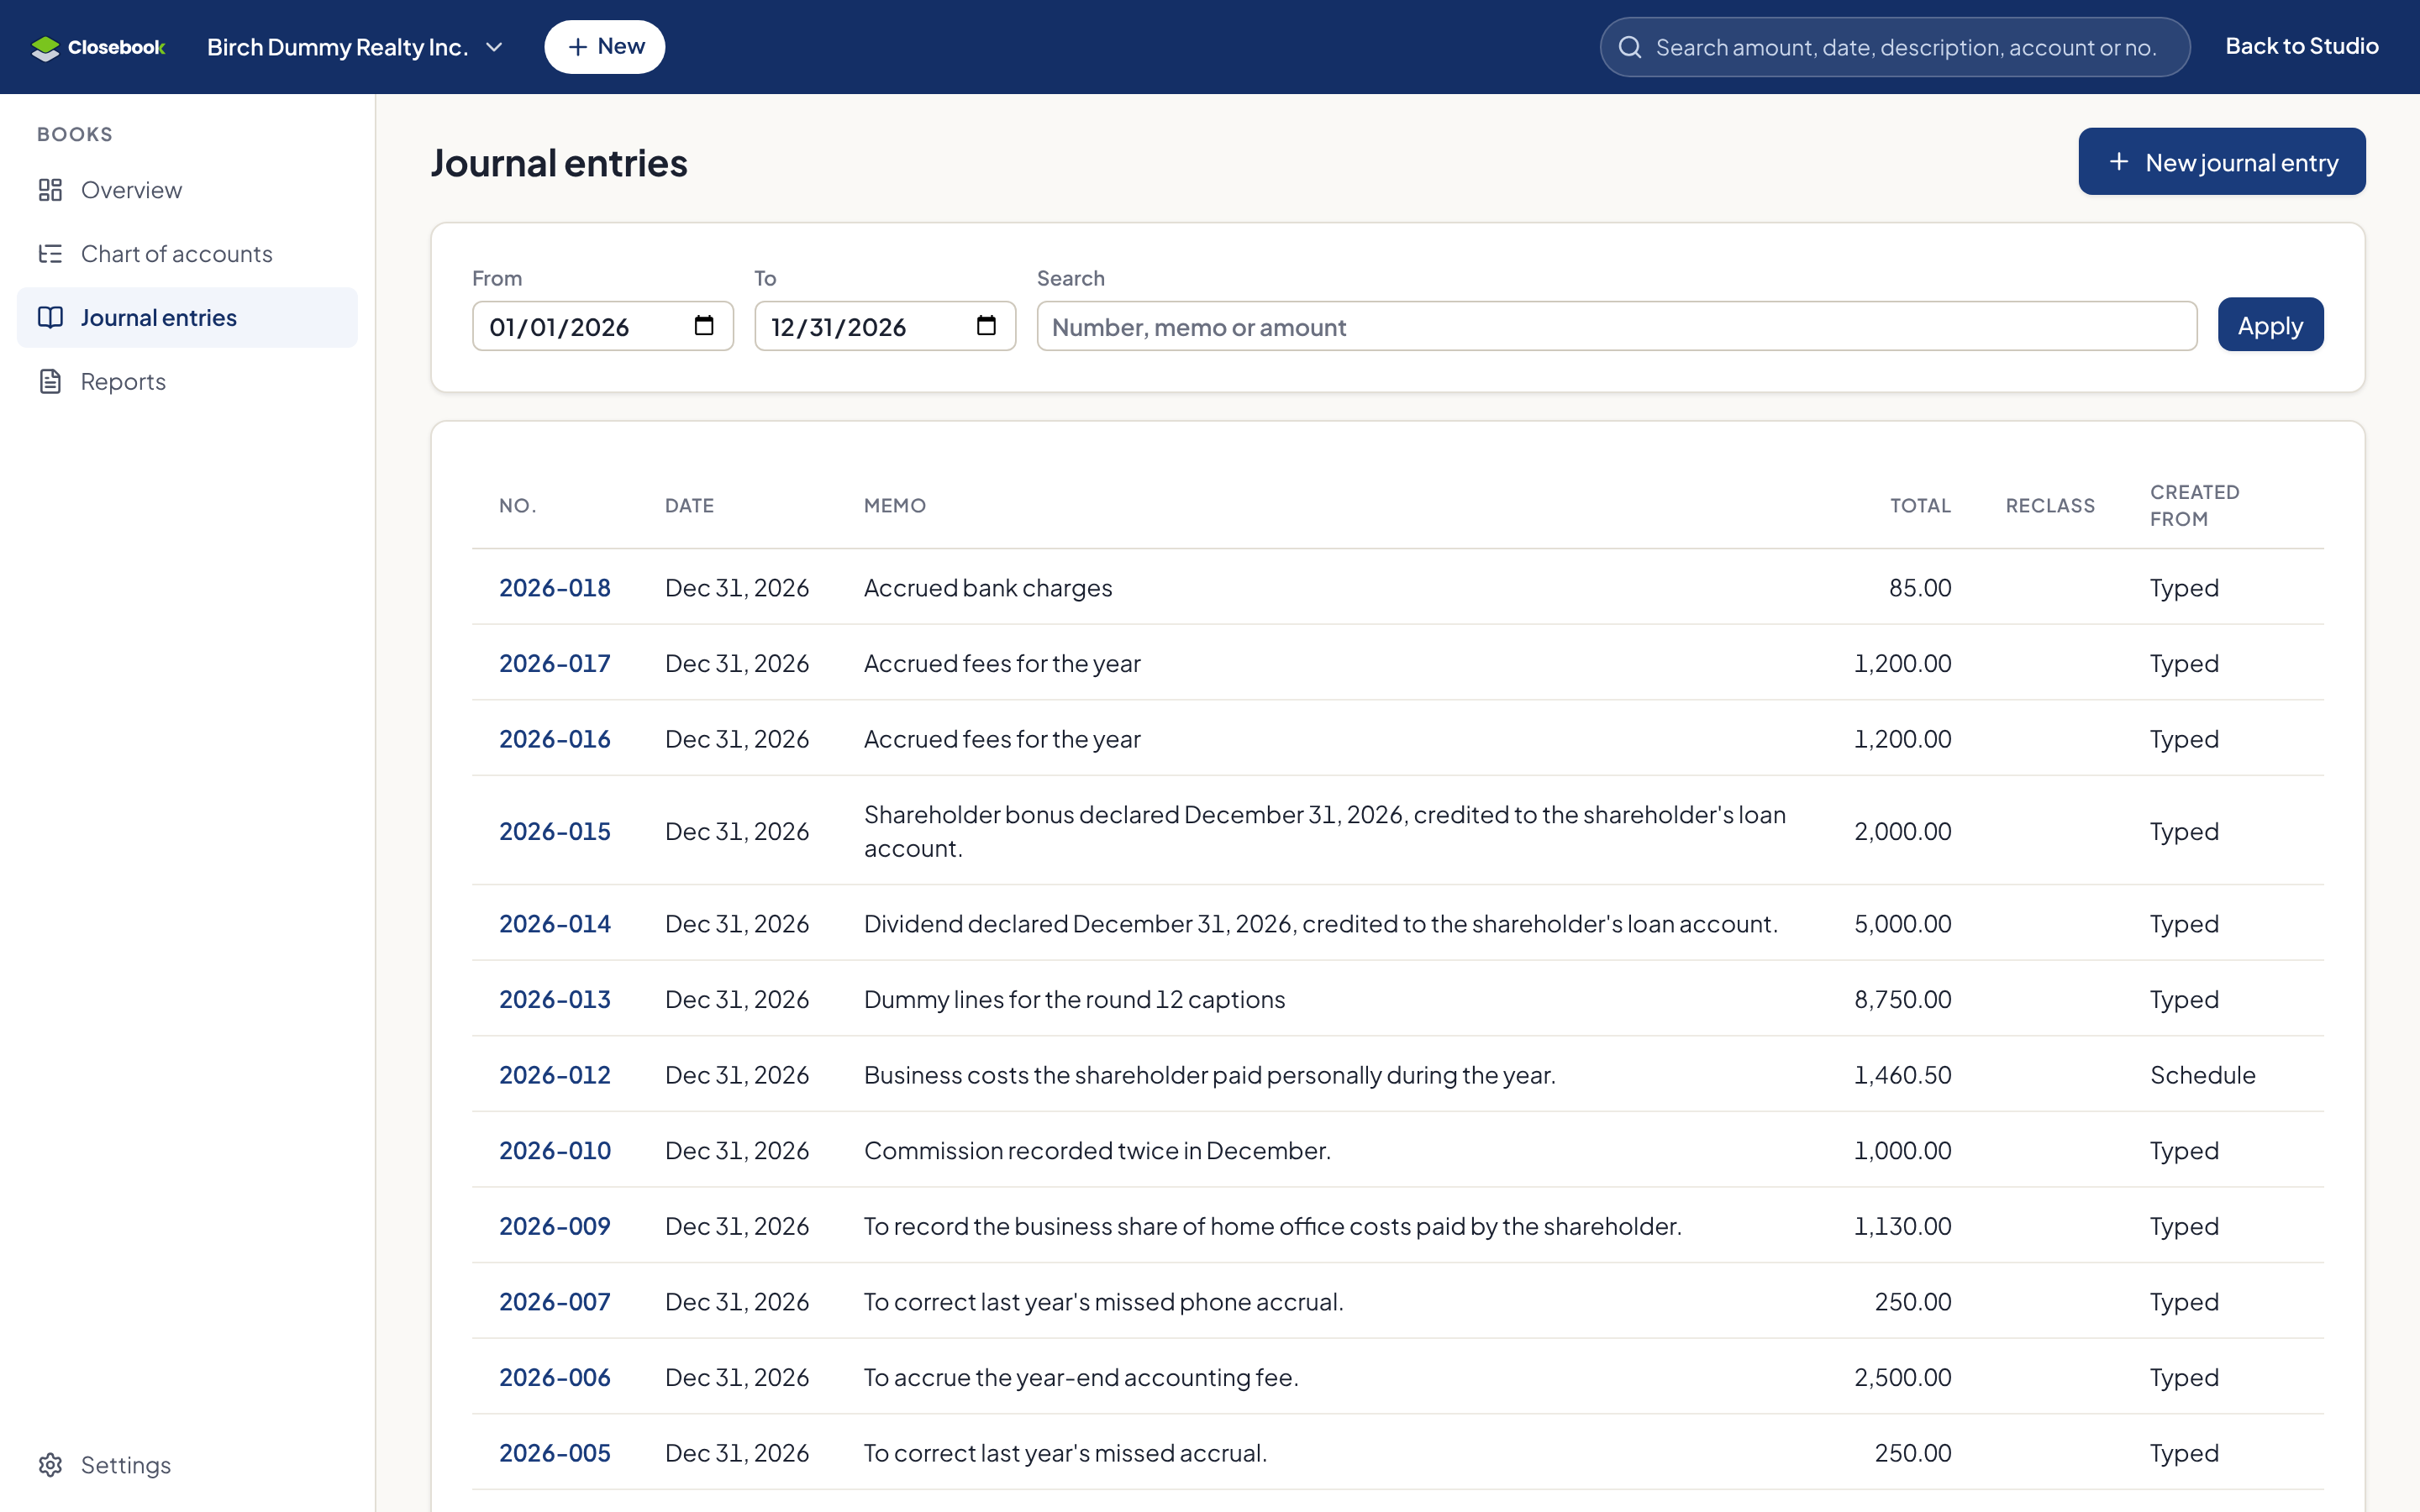 Closebook
Birch Dummy Realty Inc.
+ New
Search amount, date, description, account or no.
Back to Studio
BOOKS
Overview
Chart of accounts
Journal entries
Reports
Settings
Journal entries
+ New journal entry
From
To
Search
01/01/2026
12/31/2026
Number, memo or amount
Apply
NO. DATE MEMO TOTAL RECLASS CREATED FROM
2026-018 Dec 31, 2026 Accrued bank charges 85.00 Typed
2026-017 Dec 31, 2026 Accrued fees for the year 1,200.00 Typed
2026-016 Dec 31, 2026 Accrued fees for the year 1,200.00 Typed
2026-015 Dec 31, 2026 Shareholder bonus declared December 31, 2026, credited to the shareholder's loan
account. 2,000.00 Typed
2026-014 Dec 31, 2026 Dividend declared December 31, 2026, credited to the shareholder's loan account. 5,000.00 Typed
2026-013 Dec 31, 2026 Dummy lines for the round 12 captions 8,750.00 Typed
2026-012 Dec 31, 2026 Business costs the shareholder paid personally during the year. 1,460.50 Schedule
2026-010 Dec 31, 2026 Commission recorded twice in December. 1,000.00 Typed
2026-009 Dec 31, 2026 To record the business share of home office costs paid by the shareholder. 1,130.00 Typed
2026-007 Dec 31, 2026 To correct last year's missed phone accrual. 250.00 Typed
2026-006 Dec 31, 2026 To accrue the year-end accounting fee. 2,500.00 Typed
2026-005 Dec 31, 2026 To correct last year's missed accrual. 250.00 Typed